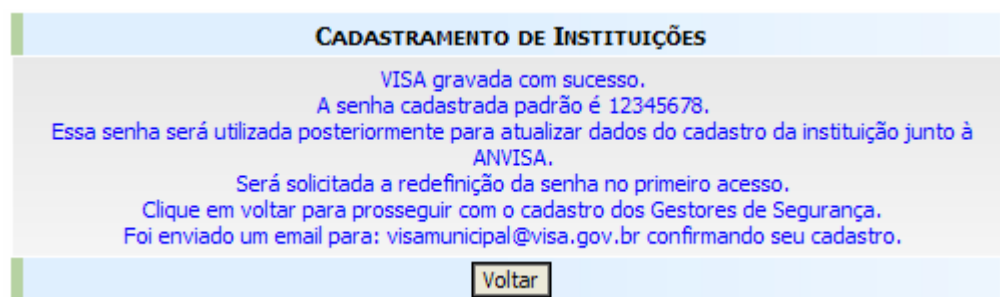 CADASTRAMENTO DE INSTITUIÇÕES
VISA gravada com sucesso.
A senha cadastrada padrão é 12345678.
Essa senha será utilizada posteriormente para atualizar dados do cadastro da instituição junto à
ANVISA.
Será solicitada a redefinição da senha no primeiro acesso.
Clique em voltar para prosseguir com o cadastro dos Gestores de Segurança.
Foi enviado um email para: visamunicipal@visa.gov.br confirmando seu cadastro.
Voltar